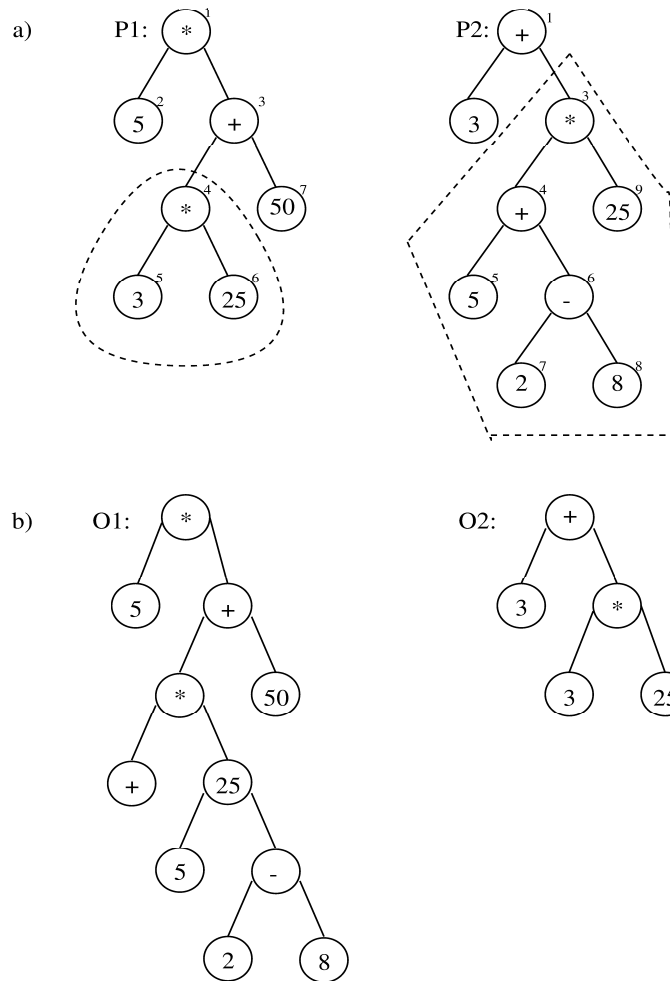 a) P1: * 1 P2: + 1
5 2 + 3 3 * 3
* 4 50 7 + 4 25 9
3 5 25 6 5 5 - 6
2 7 8 8
b) O1: * O2: +
5 + 3 *
* 50 3 25
+ 25
5 -
2 8